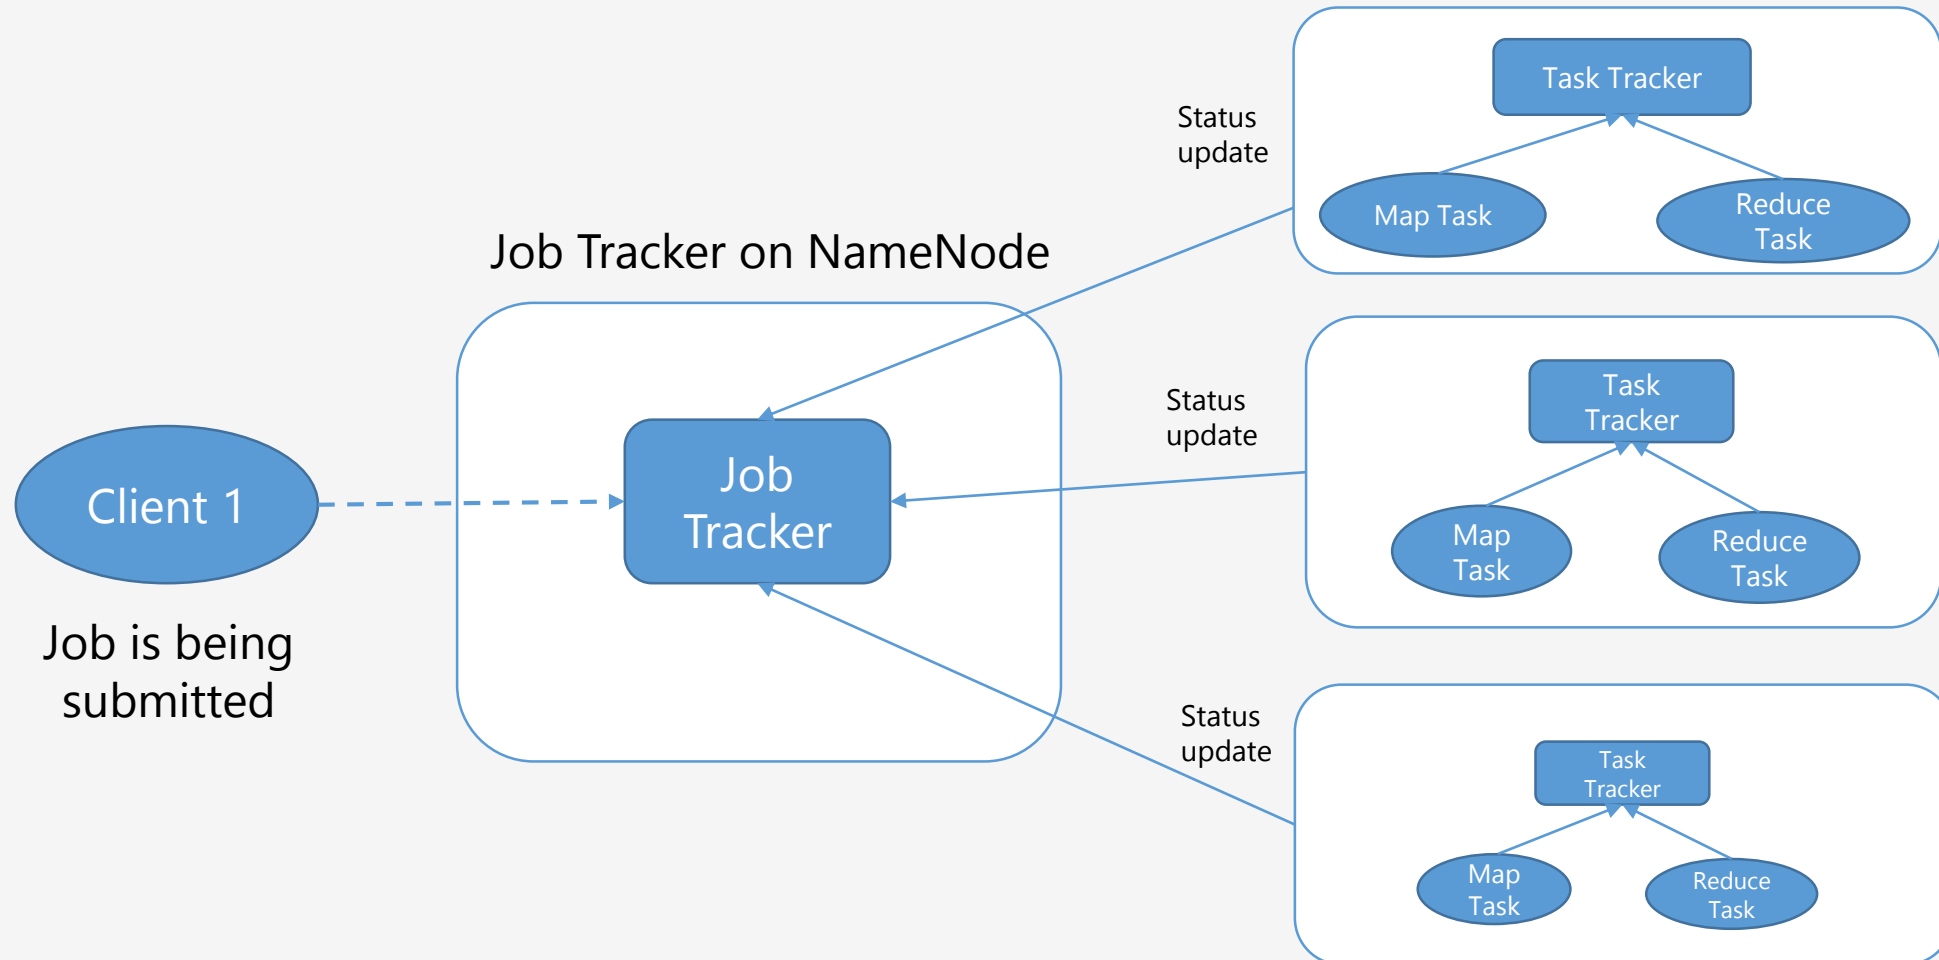 Client 1
Job is being
submitted
Job Tracker on NameNode
Job
Tracker
Status
update
Task Tracker
Map Task
Reduce
Task
Status
update
Task
Tracker
Map
Task
Reduce
Task
Status
update
Task
Tracker
Map
Task
Reduce
Task